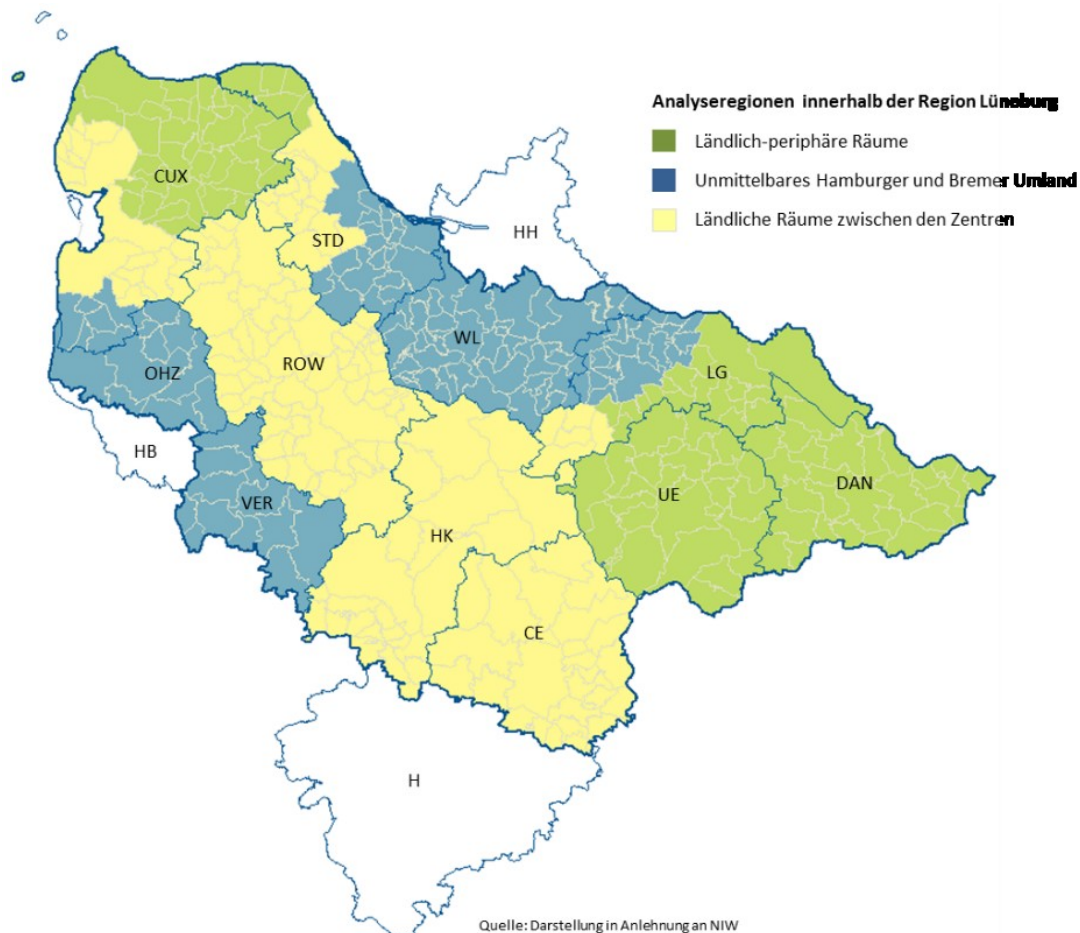 Analyseregionen innerhalb der Region Lüneburg
Ländlich-periphäre Räume
Unmittelbares Hamburger und Bremer Umland
Ländliche Räume zwischen den Zentren
CUX
STD
HH
WL
OHZ
ROW
LG
HB
VER
UE
DAN
HK
CE
H
Quelle: Darstellung in Anlehnung an NIW